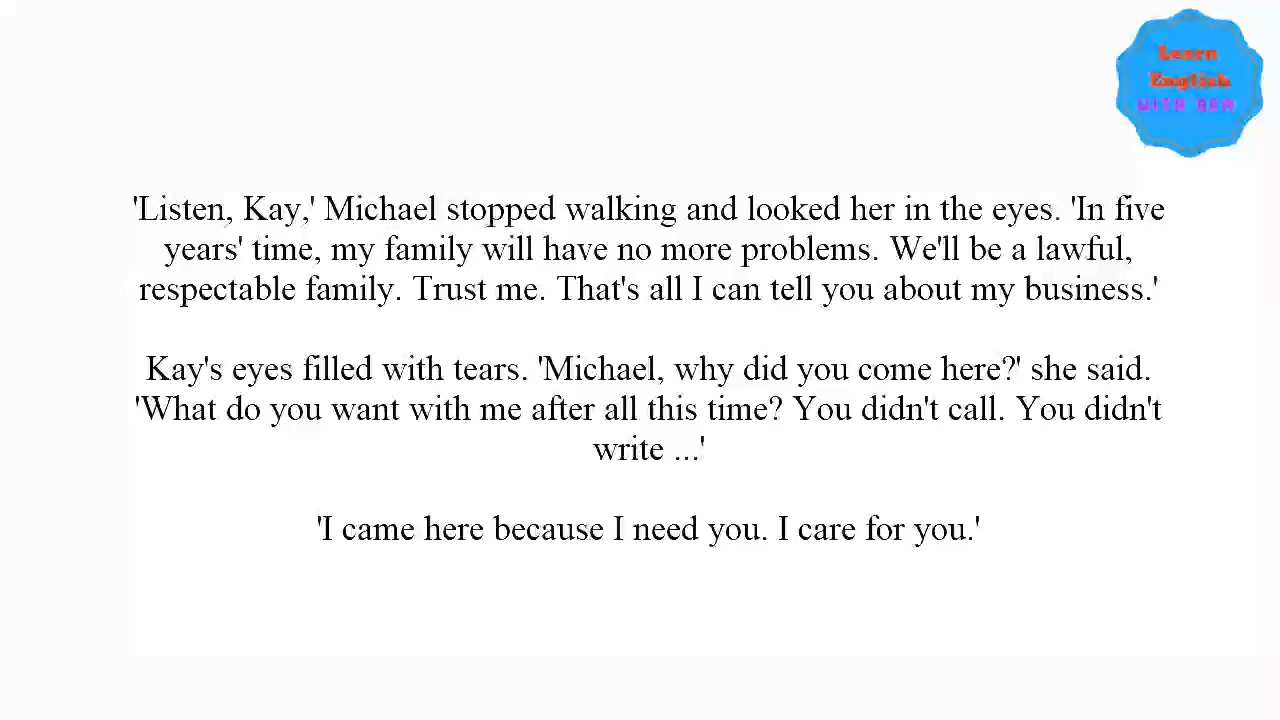 Learn
English
WITH GEM
'Listen, Kay,' Michael stopped walking and looked her in the eyes. 'In five
years' time, my family will have no more problems. We'll be a lawful,
respectable family. Trust me. That's all I can tell you about my business.'
Kay's eyes filled with tears. 'Michael, why did you come here?' she said.
'What do you want with me after all this time? You didn't call. You didn't
write ...'
'I came here because I need you. I care for you.'